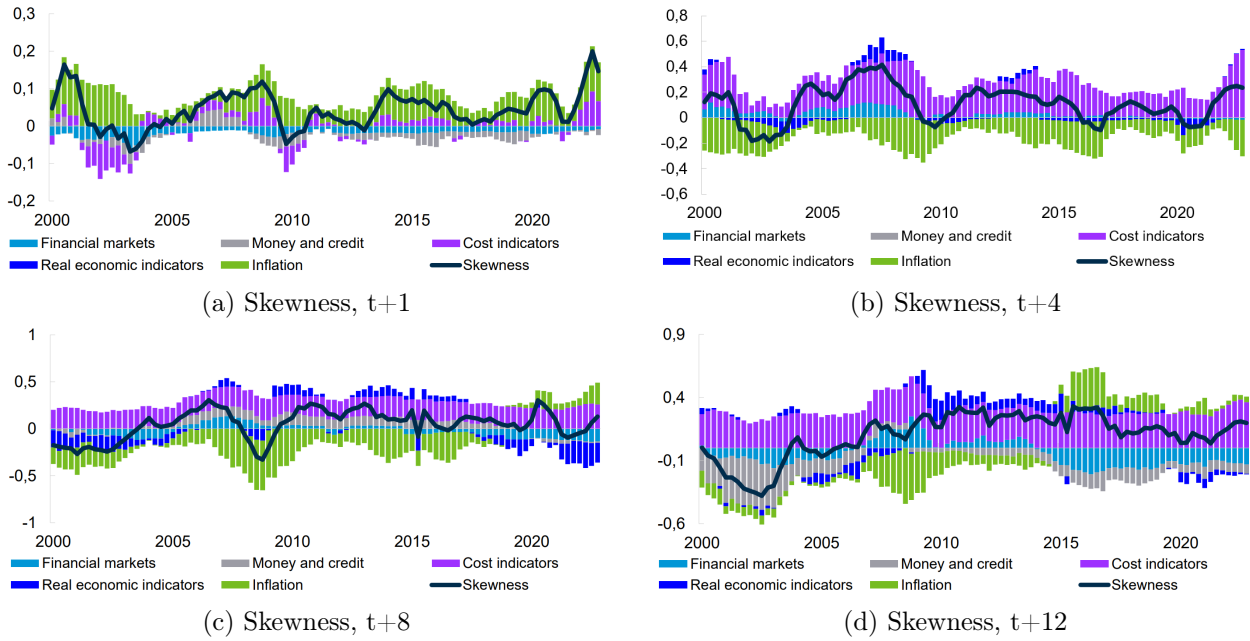 0,3
0,2
0,1
0
-0,1
-0,2
2000 2005 2010 2015 2020
Financial markets Money and credit Cost indicators
Real economic indicators Inflation Skewness
(a) Skewness, t+1
0,8
0,6
0,4
0,2
0
-0,2
-0,4
-0,6
2000 2005 2010 2015 2020
Financial markets Money and credit Cost indicators
Real economic indicators Inflation Skewness
(b) Skewness, t+4
1
0,5
0
-0,5
-1
2000 2005 2010 2015 2020
Financial markets Money and credit Cost indicators
Real economic indicators Inflation Skewness
(c) Skewness, t+8
0,9
0,4
-0,1
-0,6
2000 2005 2010 2015 2020
Financial markets Money and credit Cost indicators
Real economic indicators Inflation Skewness
(d) Skewness, t+12